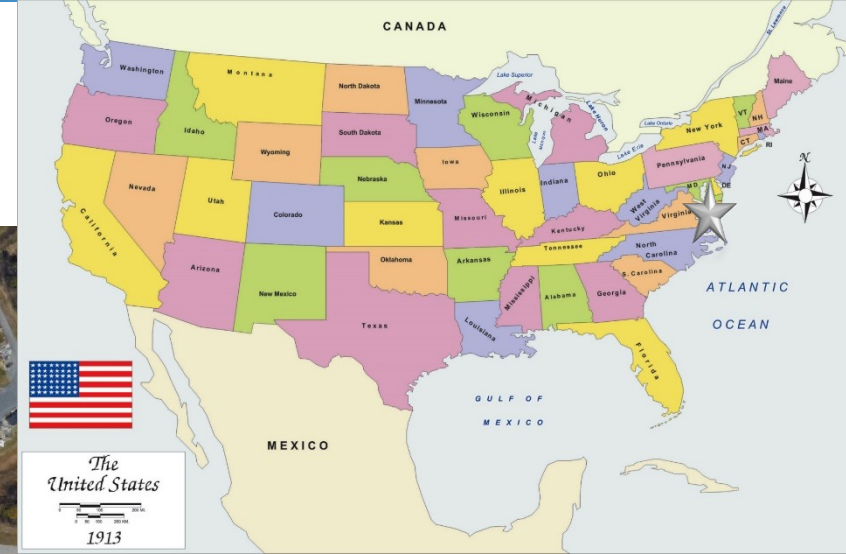 CANADA
Washington
Montana
North Dakota
Minnesota
Lake Superior
St. Lawrence
Maine
Oregon
Idaho
Wyoming
South Dakota
Wisconsin
Michigan
Lake Michigan
Lake Huron
Lake Ontario
Lake Erie
New York
VT
NH
MA
CT
RI
Nevada
Utah
Colorado
Nebraska
Iowa
Illinois
Indiana
Ohio
Pennsylvania
NJ
MD
DE
N
California
Kansas
Missouri
Kentucky
West
Virginia
Virginia
Arizona
New Mexico
Oklahoma
Arkansas
Tennessee
North
Carolina
S. Carolina
Texas
Louisiana
Mississippi
Alabama
Georgia
Florida
ATLANTIC
OCEAN
GULF OF
MEXICO
MEXICO
The
United States
1913